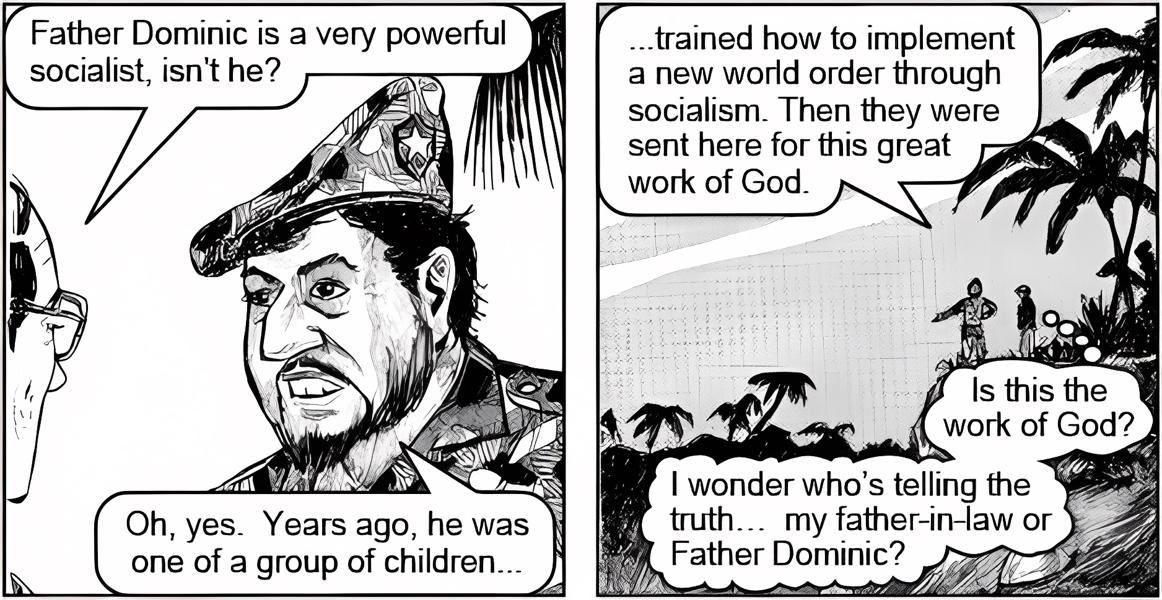 Father Dominic is a very powerful
socialist, isn't he?
Oh, yes.  Years ago, he was
one of a group of children...
...trained how to implement
a new world order through
socialism. Then they were
sent here for this great
work of God.
Is this the
work of God?
I wonder who's telling the
truth...  my father-in-law or
Father Dominic?